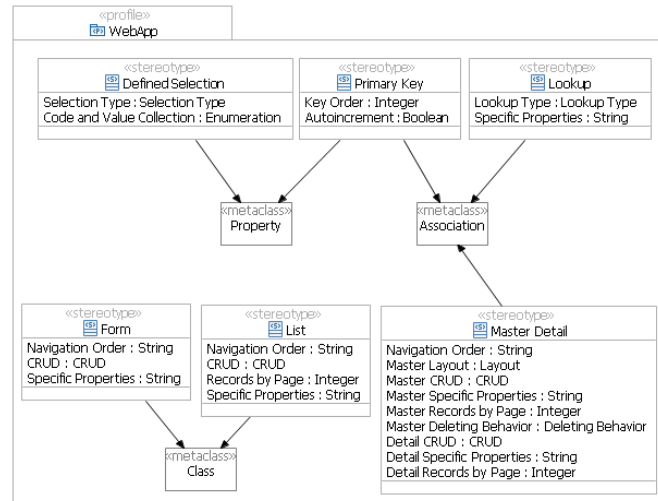 «profile»
WebApp
«stereotype»
Defined Selection
Selection Type : Selection Type
Code and Value Collection : Enumeration
«stereotype»
Primary Key
Key Order : Integer
Autoincrement : Boolean
«stereotype»
Lookup
Lookup Type : Lookup Type
Specific Properties : String
«metaclass»
Property
«metaclass»
Association
«stereotype»
Form
Navigation Order : String
CRUD : CRUD
Specific Properties : String
«stereotype»
List
Navigation Order : String
CRUD : CRUD
Records by Page : Integer
Specific Properties : String
«stereotype»
Master Detail
Navigation Order : String
Master Layout : Layout
Master CRUD : CRUD
Master Specific Properties : String
Master Records by Page : Integer
Master Deleting Behavior : Deleting Behavior
Detail CRUD : CRUD
Detail Specific Properties : String
Detail Records by Page : Integer
«metaclass»
Class